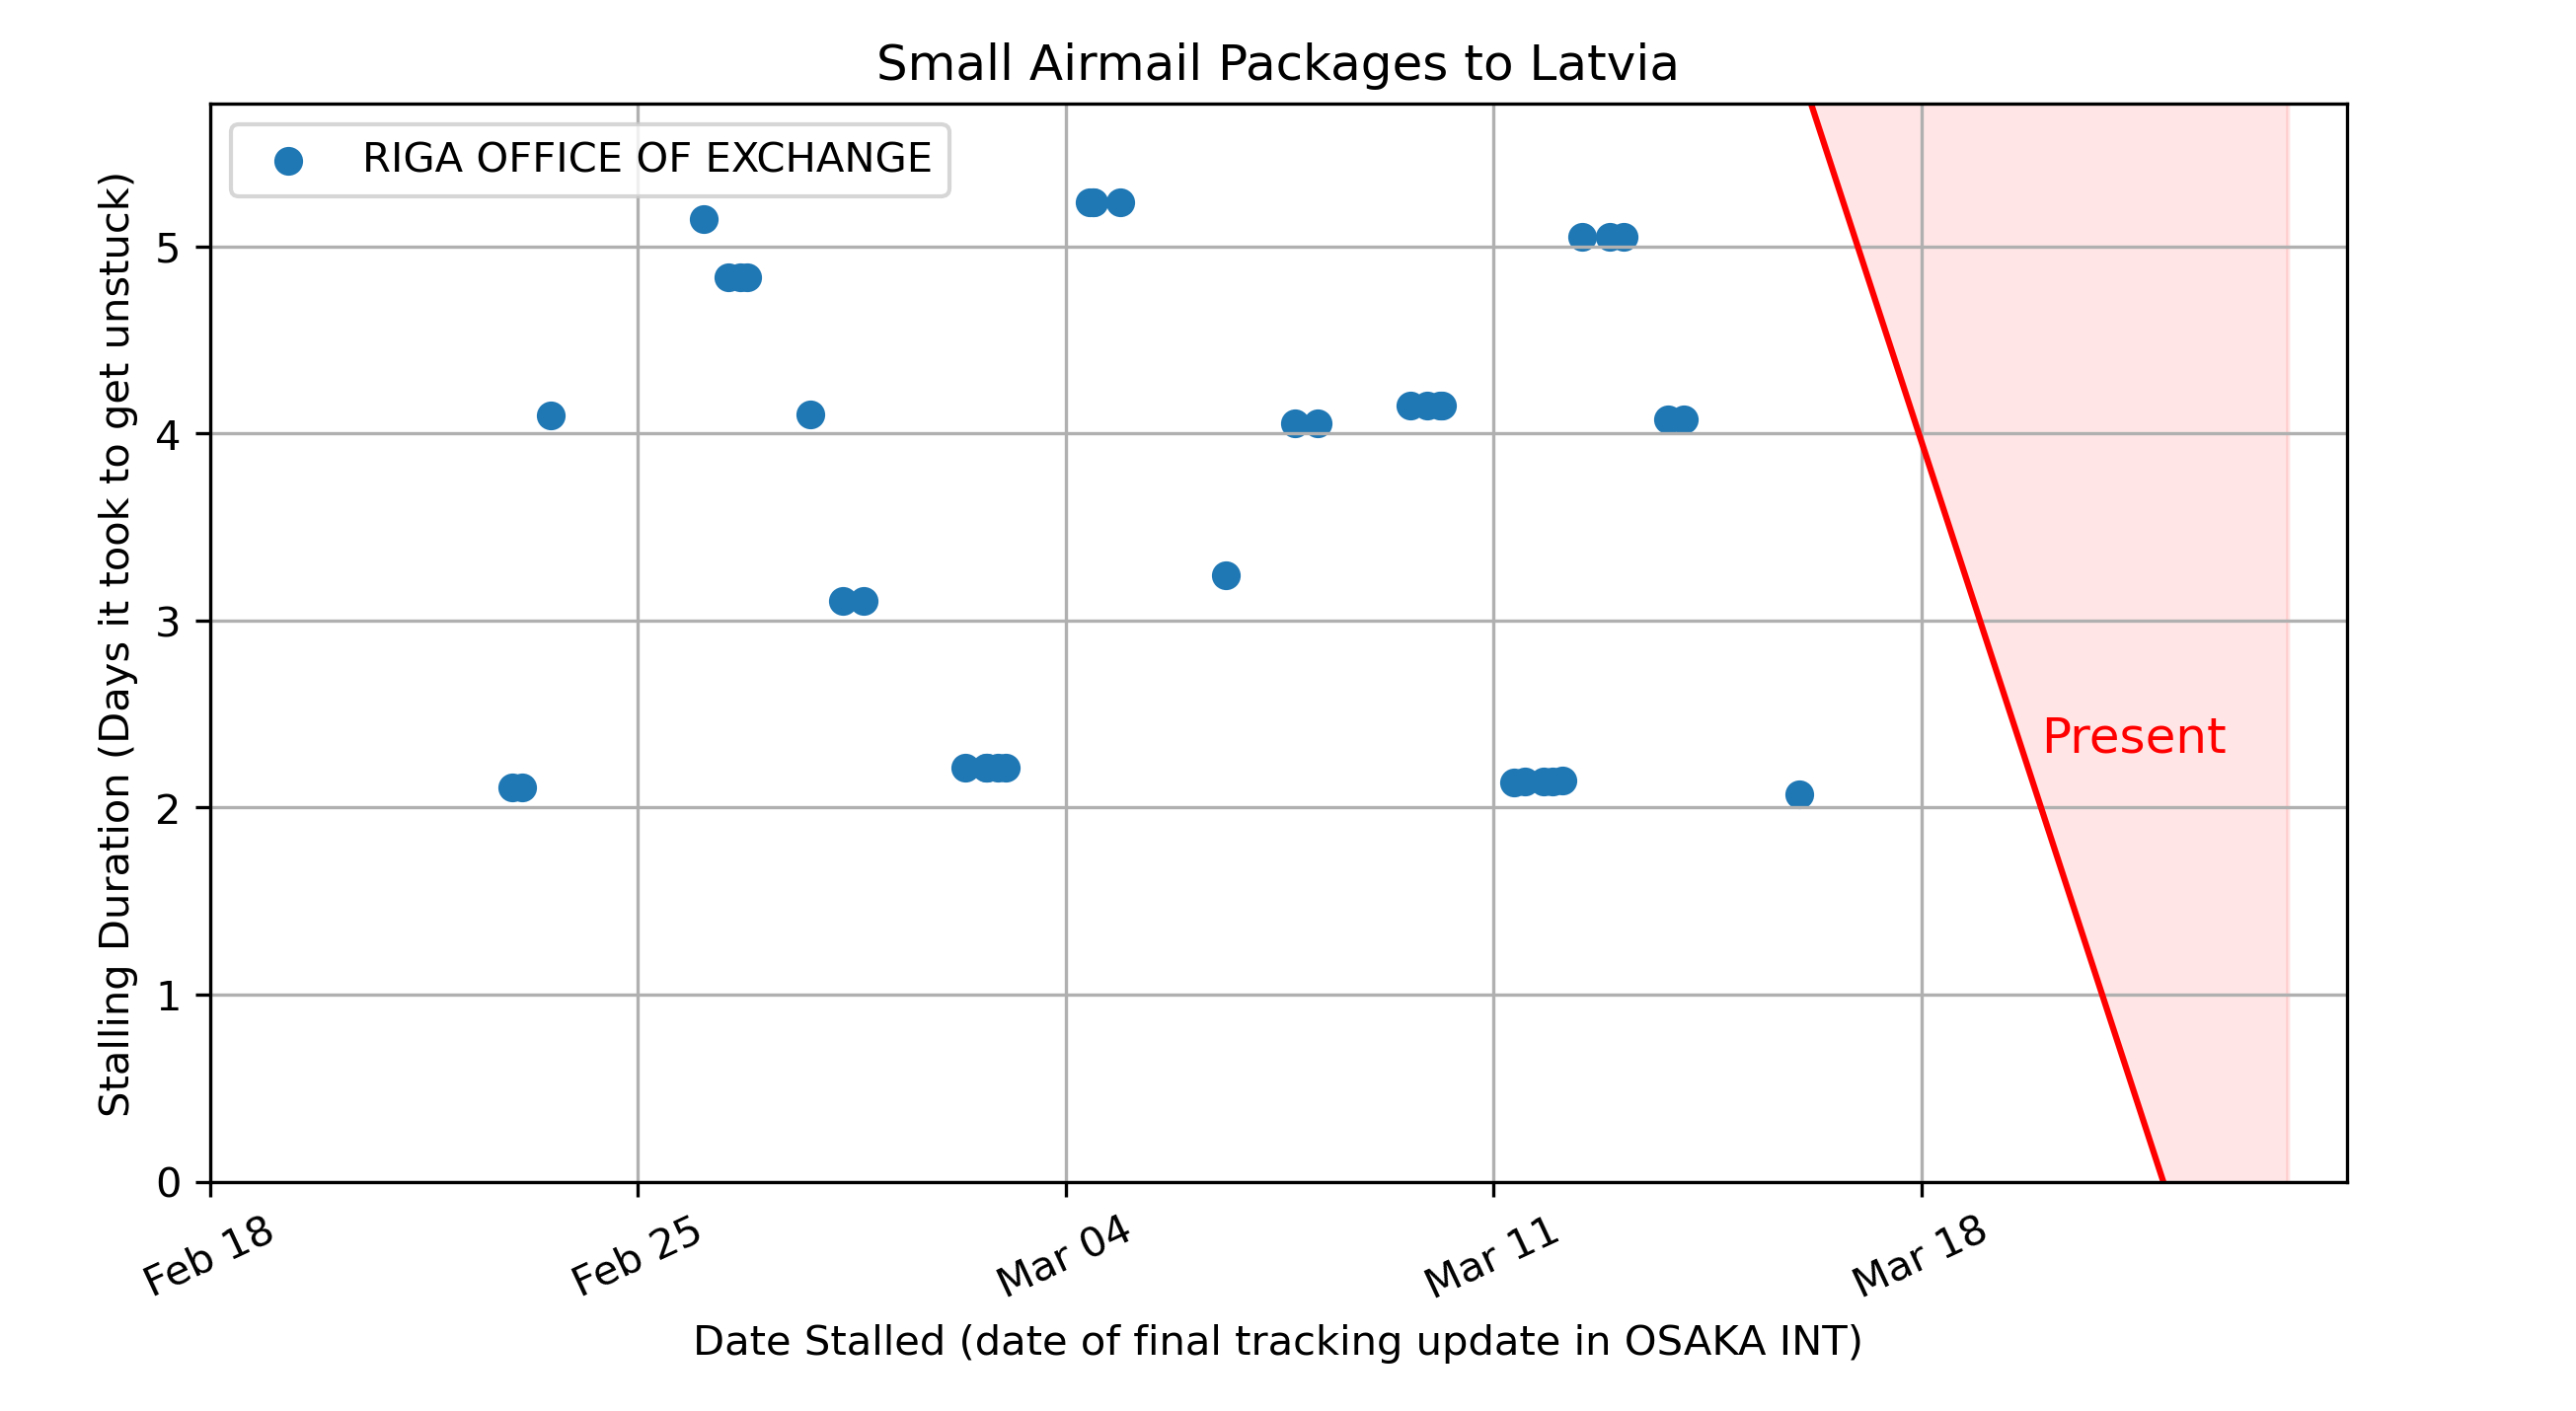 Small Airmail Packages to Latvia
RIGA OFFICE OF EXCHANGE
Stalling Duration (Days it took to get unstuck)
5
4
3
2
1
0
Present
Feb 18
Feb 25
Mar 04
Mar 11
Mar 18
Date Stalled (date of final tracking update in OSAKA INT)